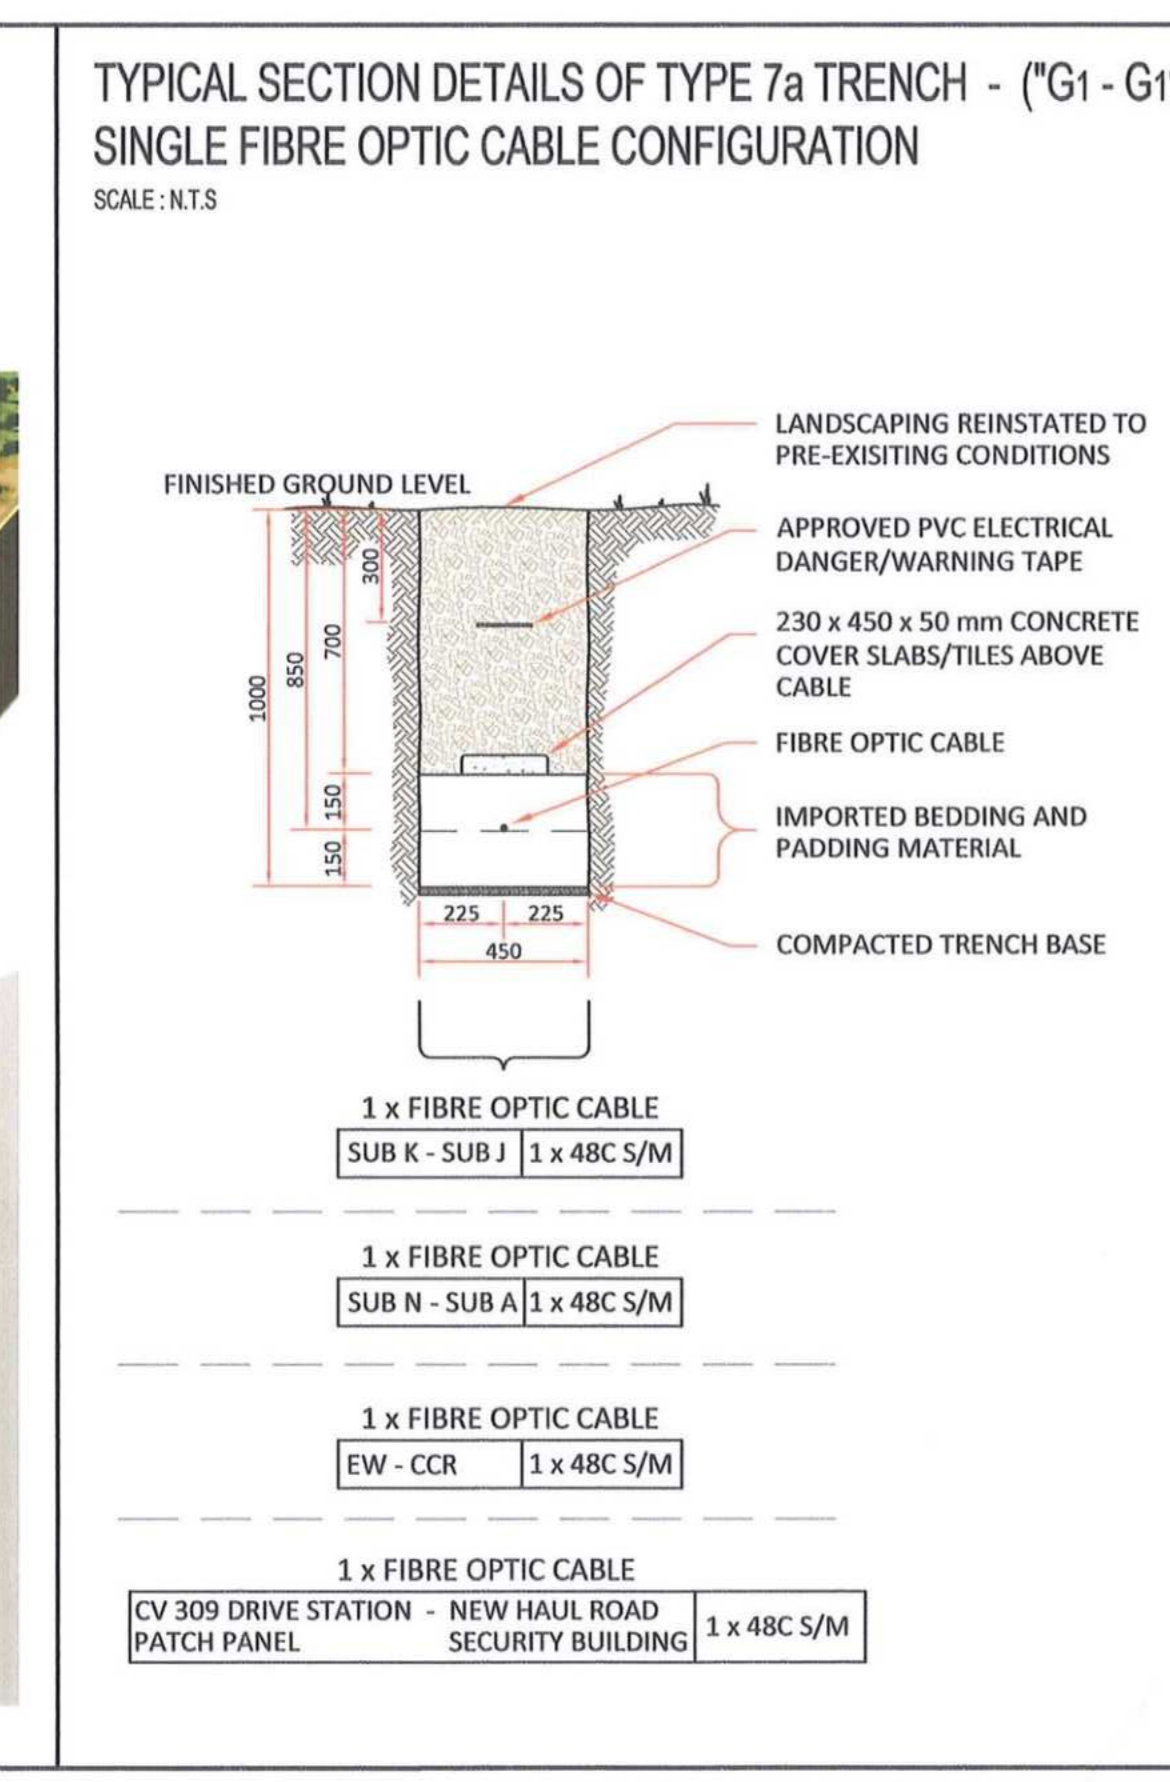 TYPICAL SECTION DETAILS OF TYPE 7a TRENCH - ("G1 - G1"
SINGLE FIBRE OPTIC CABLE CONFIGURATION
SCALE : N.T.S
LANDSCAPING REINSTATED TO
PRE-EXISITING CONDITIONS
FINISHED GROUND LEVEL
APPROVED PVC ELECTRICAL
DANGER/WARNING TAPE
300
230 x 450 x 50 mm CONCRETE
COVER SLABS/TILES ABOVE
CABLE
700
850
1000
FIBRE OPTIC CABLE
150
IMPORTED BEDDING AND
PADDING MATERIAL
150
225 225
COMPACTED TRENCH BASE
450
1 x FIBRE OPTIC CABLE
SUB K - SUB J 1 x 48C S/M
1 x FIBRE OPTIC CABLE
SUB N - SUB A 1 x 48C S/M
1 x FIBRE OPTIC CABLE
EW - CCR 1 x 48C S/M
1 x FIBRE OPTIC CABLE
CV 309 DRIVE STATION - NEW HAUL ROAD
PATCH PANEL SECURITY BUILDING
1 x 48C S/M